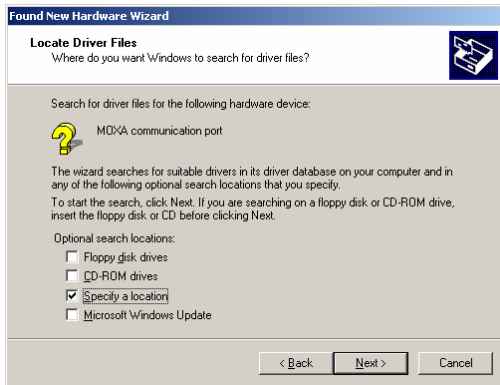 Found New Hardware Wizard
Locate Driver Files
Where do you want Windows to search for driver files?
Search for driver files for the following hardware device:
MOXA communication port
The wizard searches for suitable drivers in its driver database on your computer and in
any of the following optional search locations that you specify.
To start the search, click Next. If you are searching on a floppy disk or CD-ROM drive,
insert the floppy disk or CD before clicking Next.
Optional search locations:
Floppy disk drives
CD-ROM drives
Specify a location
Microsoft Windows Update
< Back Next > Cancel